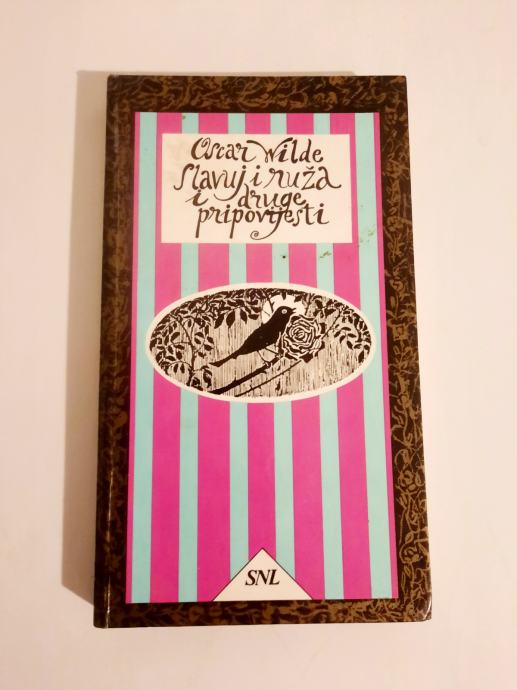 Oscar Wilde
Slavuj i ruža
i druge
pripovijesti
SNL